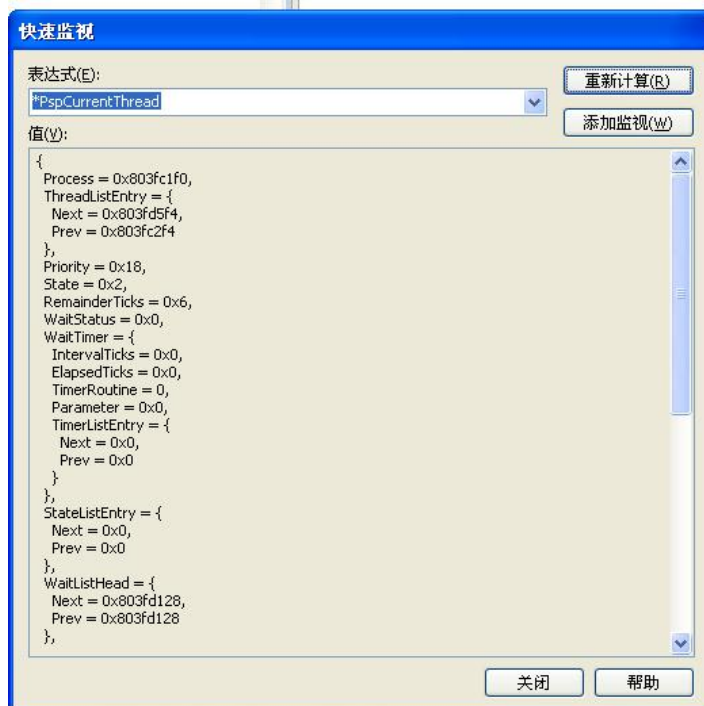 快速监视
表达式(E):
重新计算(R)
*PspCurrentThread
添加监视(W)
值(V):
{
Process = 0x803fc1f0,
ThreadListEntry = {
Next = 0x803fd5f4,
Prev = 0x803fc2f4
},
Priority = 0x18,
State = 0x2,
RemainderTicks = 0x6,
WaitStatus = 0x0,
WaitTimer = {
IntervalTicks = 0x0,
ElapsedTicks = 0x0,
TimerRoutine = 0,
Parameter = 0x0,
TimerListEntry = {
Next = 0x0,
Prev = 0x0
}
},
StateListEntry = {
Next = 0x0,
Prev = 0x0
},
WaitListHead = {
Next = 0x803fd128,
Prev = 0x803fd128
},
关闭
帮助